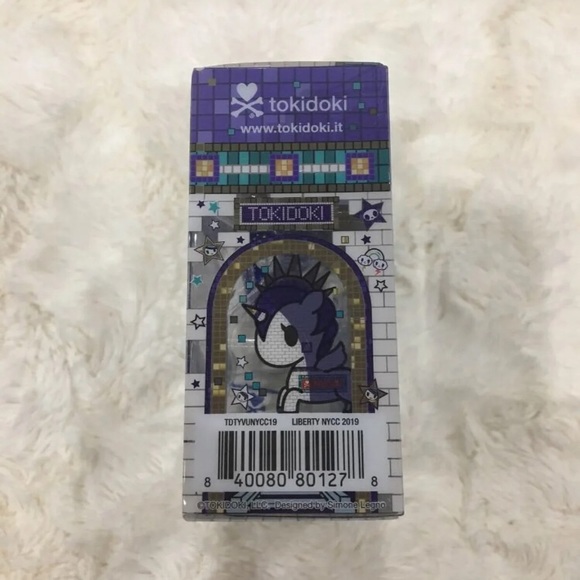 tokidoki
www.tokidoki.it
TOKIDOKI
TDTYVUNYCC19 LIBERTY NYCC 2019
8 40080 80127 8
©TOKIDOKI, LLC - Designed by Simone Legno